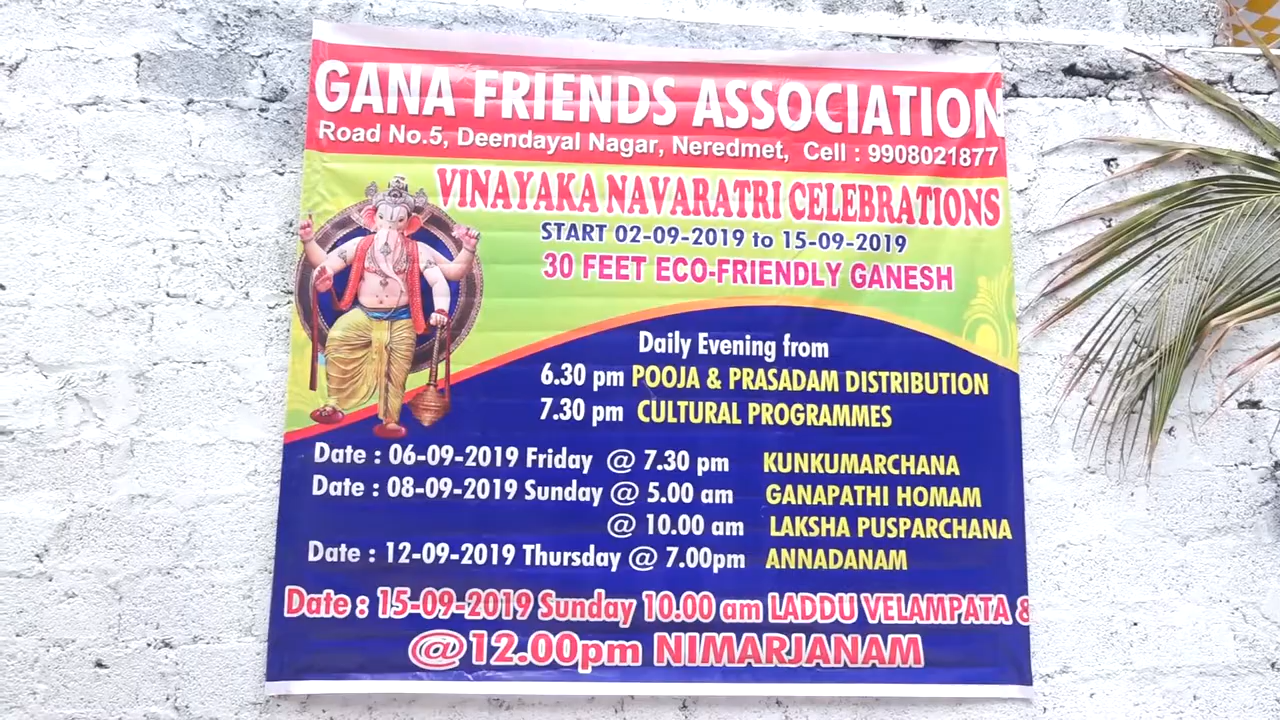 GANA FRIENDS ASSOCIATION
Road No.5, Deendayal Nagar, Neredmet, Cell : 9908021877
VINAYAKA NAVARATRI CELEBRATIONS
START 02-09-2019 to 15-09-2019
30 FEET ECO-FRIENDLY GANESH
Daily Evening from
6.30 pm POOJA & PRASADAM DISTRIBUTION
7.30 pm CULTURAL PROGRAMMES
Date : 06-09-2019 Friday @ 7.30 pm KUNKUMARCHANA
Date : 08-09-2019 Sunday @ 5.00 am GANAPATHI HOMAM
@ 10.00 am LAKSHA PUSPARCHANA
Date : 12-09-2019 Thursday @ 7.00pm ANNADANAM
Date : 15-09-2019 Sunday 10.00 am LADDU VELAMPATA &
@12.00pm NIMARJANAM